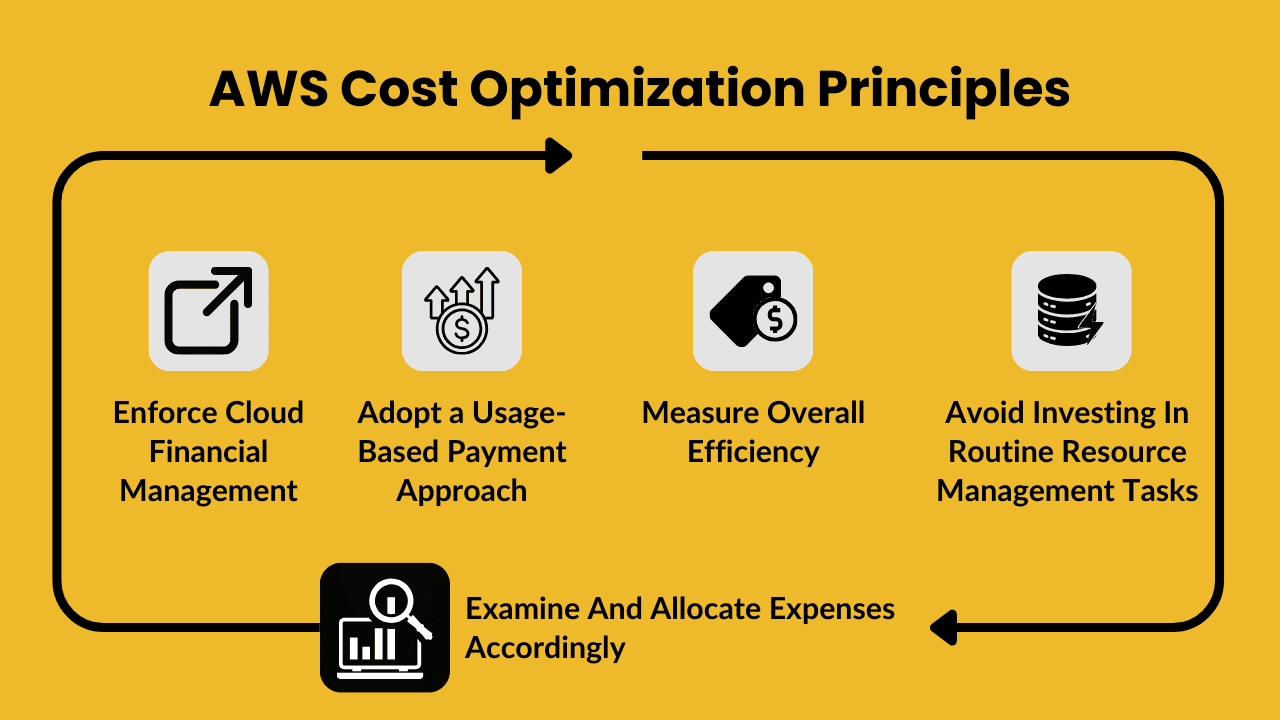 AWS Cost Optimization Principles
Enforce Cloud
Financial
Management
Adopt a Usage-
Based Payment
Approach
Measure Overall
Efficiency
Avoid Investing In
Routine Resource
Management Tasks
Examine And Allocate Expenses
Accordingly